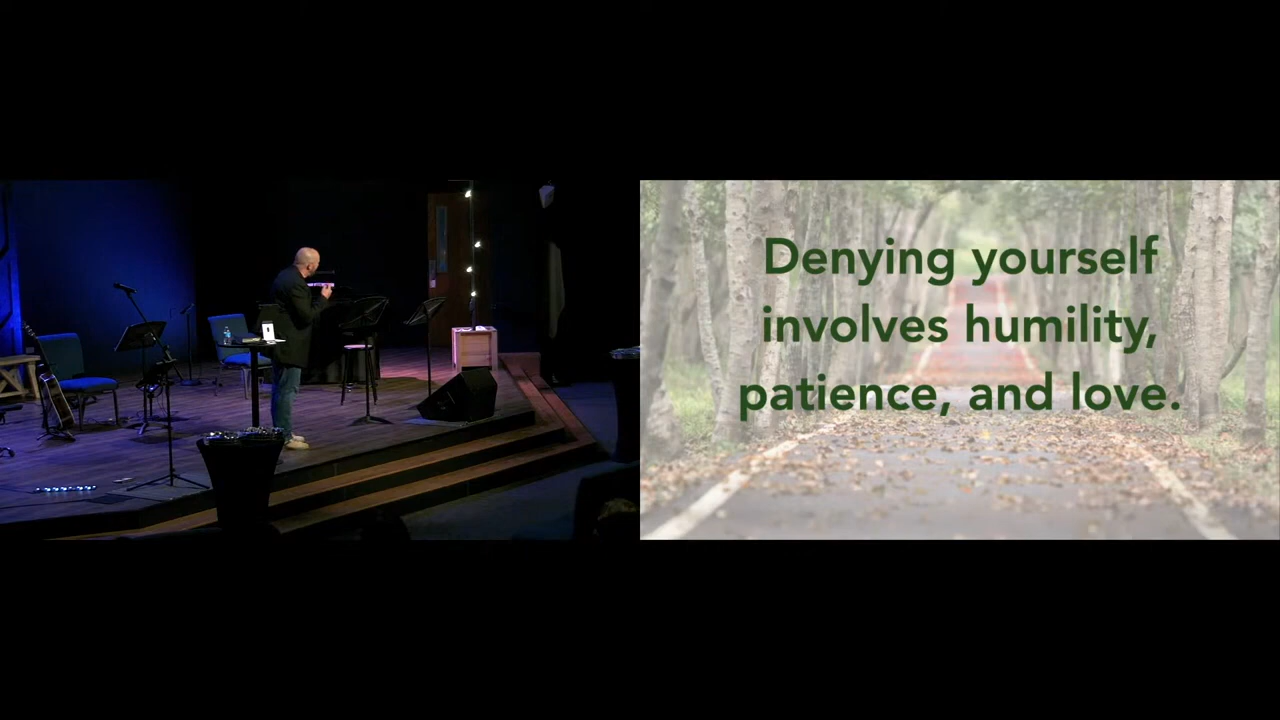 Denying yourself
involves humility,
patience, and love.